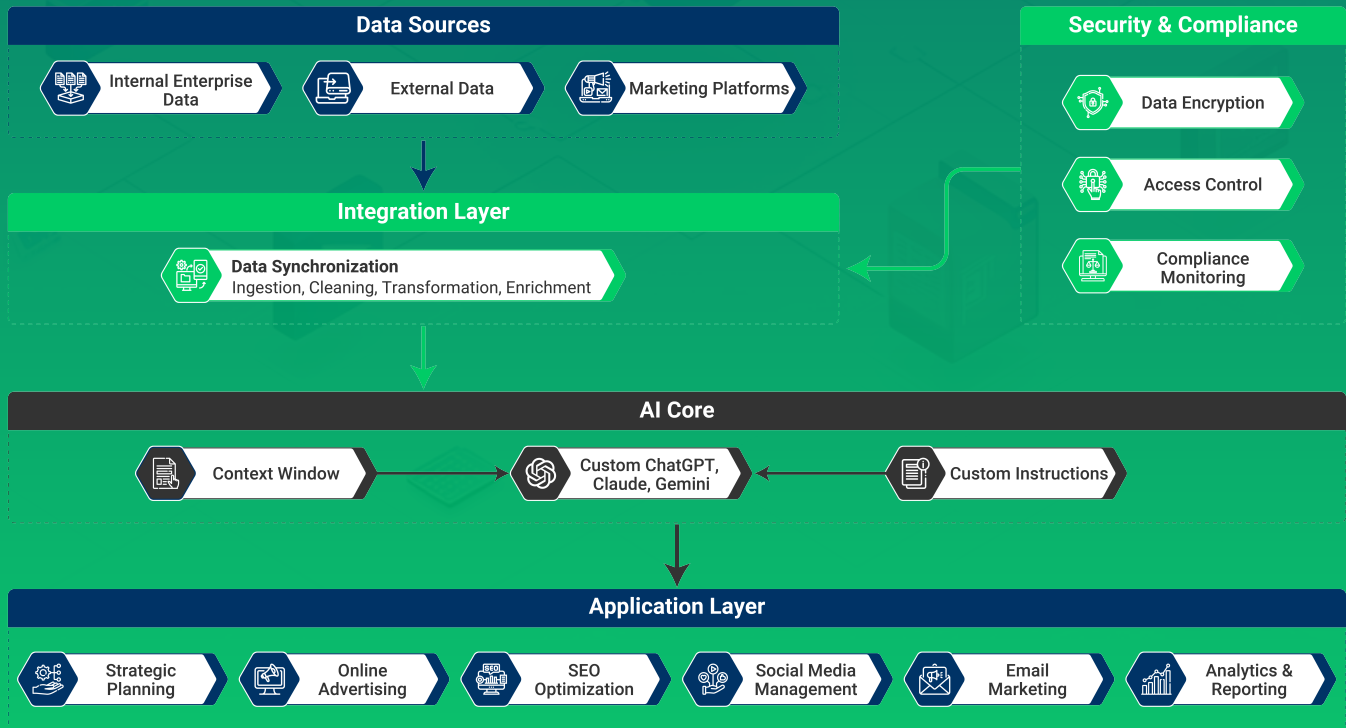 Data Sources
Internal Enterprise
Data
External Data
Marketing Platforms
Security & Compliance
Data Encryption
Access Control
Compliance
Monitoring
Integration Layer
Data Synchronization
Ingestion, Cleaning, Transformation, Enrichment
AI Core
Context Window
Custom ChatGPT,
Claude, Gemini
Custom Instructions
Application Layer
Strategic
Planning
Online
Advertising
SEO
SEO
Optimization
Social Media
Management
Email
Marketing
Analytics &
Reporting